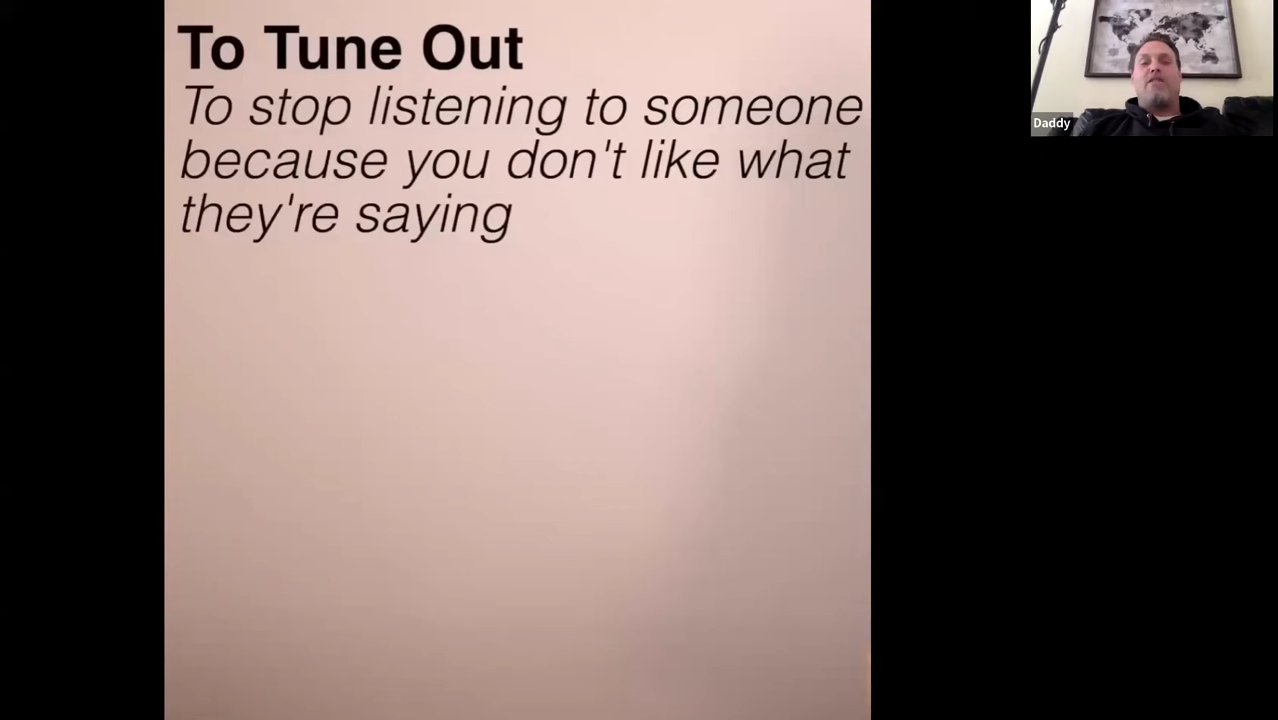 To Tune Out
To stop listening to someone
because you don't like what
they're saying
Daddy